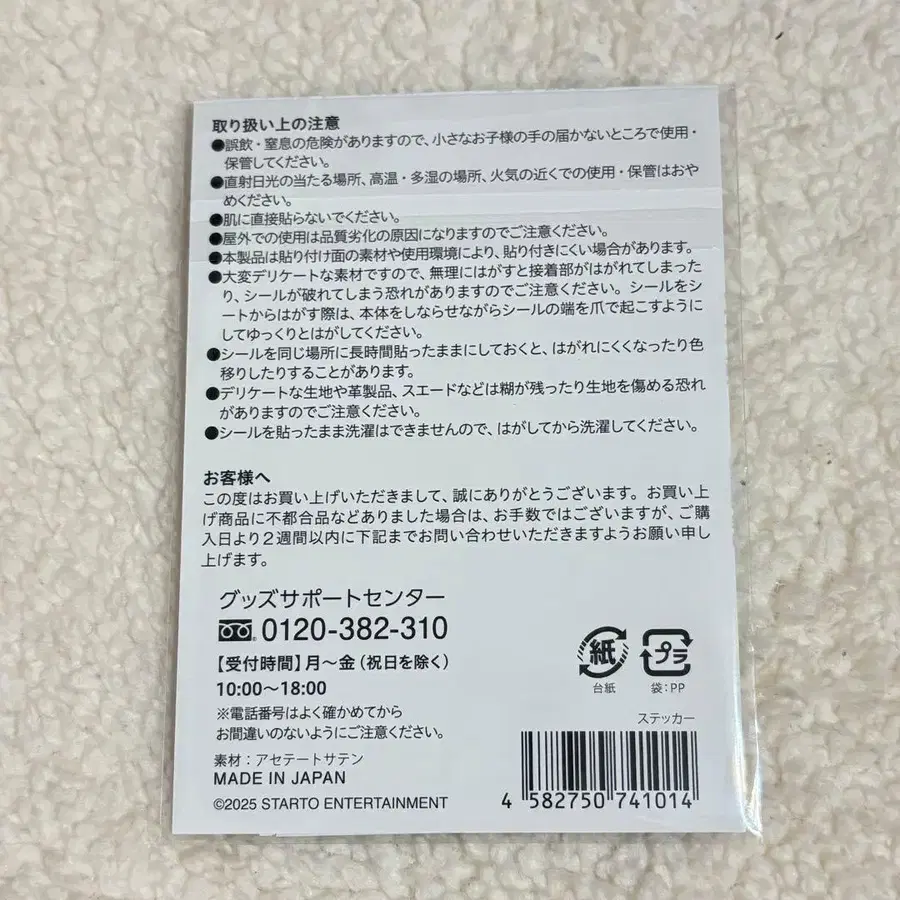 取り扱い上の注意
●誤飲・窒息の危険がありますので、小さなお子様の手の届かないところで使用・
保管してください。
●直射日光の当たる場所、高温・多湿の場所、火気の近くでの使用・保管はおや
めください。
●肌に直接貼らないでください。
●屋外での使用は品質劣化の原因になりますのでご注意ください。
●本製品は貼り付け面の素材や使用環境により、貼り付きにくい場合があります。
●大変デリケートな素材ですので、無理にはがすと接着部がはがれてしまった
り、シールが破れてしまう恐れがありますのでご注意ください。シールをシ
ートからはがす際は、本体をしならせながらシールの端を爪で起こすように
してゆっくりとはがしてください。
●シールを同じ場所に長時間貼ったままにしておくと、はがれにくくなったり色
移りしたりすることがあります。
●デリケートな生地や革製品、スエードなどは糊が残ったり生地を傷める恐れ
がありますのでご注意ください。
●シールを貼ったまま洗濯はできませんので、はがしてから洗濯してください。
お客様へ
この度はお買い上げいただきまして、誠にありがとうございます。お買い上
げ商品に不都合品などありました場合は、お手数ではございますが、ご購
入日より2週間以内に下記までお問い合わせいただきますようお願い申し
上げます。
グッズサポートセンター
0120-382-310
【受付時間】月〜金（祝日を除く）
10:00〜18:00
※電話番号はよく確かめてから
お間違いのないようにご注意ください。
素材：アセテートサテン
MADE IN JAPAN
©2025 STARTO ENTERTAINMENT
紙
台紙
プラ
袋：PP
ステッカー
4 582750 741014